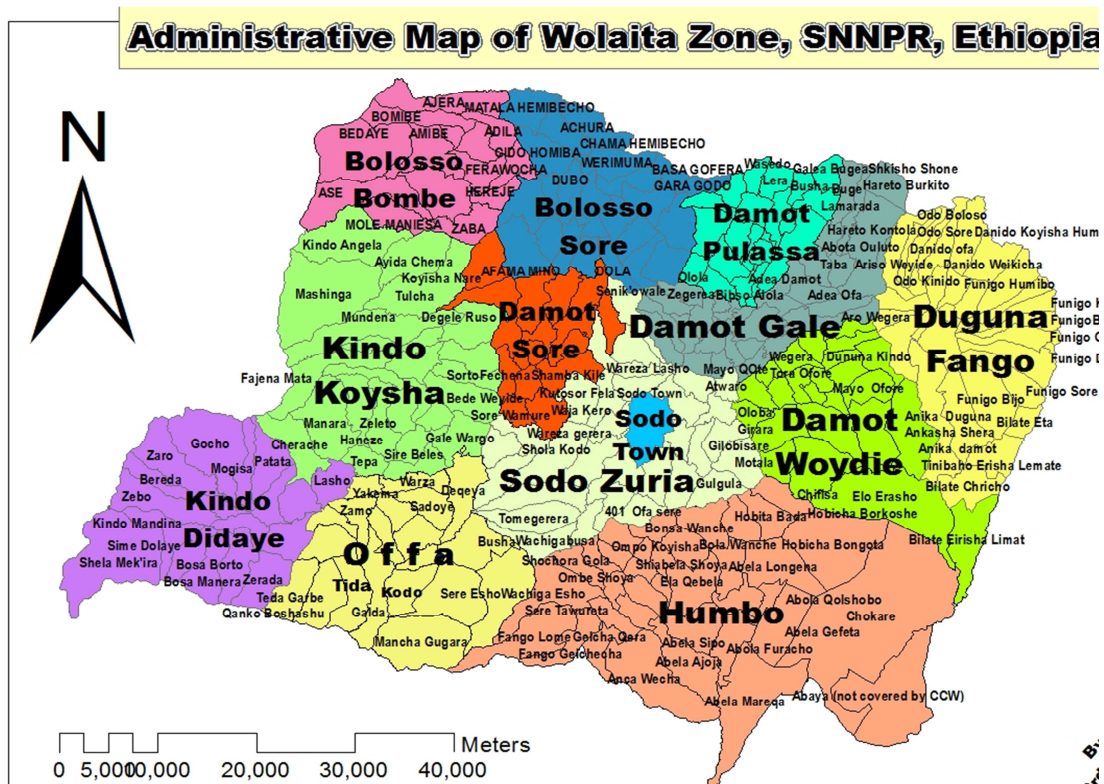 Administrative Map of Wolaita Zone, SNNPR, Ethiopia
N
AJERA
MATALA HEMIBECHO
BOMIBE
BEDAYE
AMIBE
ADILA
ACHURA
CHAMA HEMIBECHO
GIDO HOMIBA
WERIMUMA
Bolosso
Bombe
FERAWOCHA
BASA GOFERA
DUBO
GARA GODO
ASE
HEREJE
Bolosso
Sore
MOLE MANIESA
ZABA
Wasedo
Galea Bugea
Shkisho Shone
Lera
Busha
Buge
Hareto Burkito
Lamarada
Damot
Pulassa
Odo Boloso
Hareto Kontola
Odo Sore
Danido Koyisha Hum
Abota Ouluto
Danido ofa
Taba
Ariso Weyide
Danido Weikicha
Odo Kinido
Funigo Humibo
Kindo Angela
Ayida Chema
Koyisha Nare
AFAMA MINO
DOLA
Olola
Adea Damot
Mashinga
Tulcha
Senik'owale
Zegerea
Bibiso
Adea Ofa
Mundena
Degele Ruso
Damot
Sore
Damot Gale
Aro Wegera
Duguna
Fango
Funigo Sore
Kindo
Koysha
Wegera
Dununa Kindo
Tora Ofore
Mayo Ofore
Wareza Lasho
Atwaro
Fajena Mata
Sorto
Fechena
Shamba Kile
Bede Weyide
Kutosor Fela
Sodo Town
Funigo Bijo
Sore
Wamure
Waja Kero
Sodo
Town
Oloba
Girara
Damot
Woydie
Anika Duguna
Bilate Eta
Manara
Zeleto
Ankasha Shera
Haneze
Gale Wargo
Wareza gerera
Gilobisare
Anika damot
Cherache
Sire Beles
Shola Kodo
Motala
Tinibaho Erisha Lemate
Tepa
Gocho
Zaro
Mogisa
Patata
Bereda
Lasho
Warza
Deqeya
Sodo Zuria
Gulgula
Bilate Chricho
Zebo
Kindo
Didaye
Yakema
Sadoye
Chifisa
Elo Erasho
Zamo
Tomegerera
401 Ofa sere
Hobita Bada
Hobicha Borkoshe
Kindo Mandina
Bonsa Wanche
Sime Dolaye
Offa
Busha
Wachigabusa
Ompo Koyisha
Bola Wanche
Hobicha Bongota
Bilate Eirisha Limat
Shela Mek'ira
Bosa Borto
Shochora Gola
Shiabela Shoya
Abela Longena
Bosa Manera
Zerada
Tida
Kodo
Ombe Shoya
Ela Qebela
Teda Garbe
Sere Esho
Wachiga Esho
Humbo
Abola Qolshobo
Qanko Boshashu
Galda
Sere Tawureta
Chokare
Mancha Gugara
Fango Lome
Gelcha Qera
Abela Sipo
Abela Gefeta
Fango Gelchecha
Abola Furacho
Abela Ajoja
Anca Wecha
Abela Mareqa
Abaya (not covered by CCW)
Meters
0 5,000 10,000 20,000 30,000 40,000